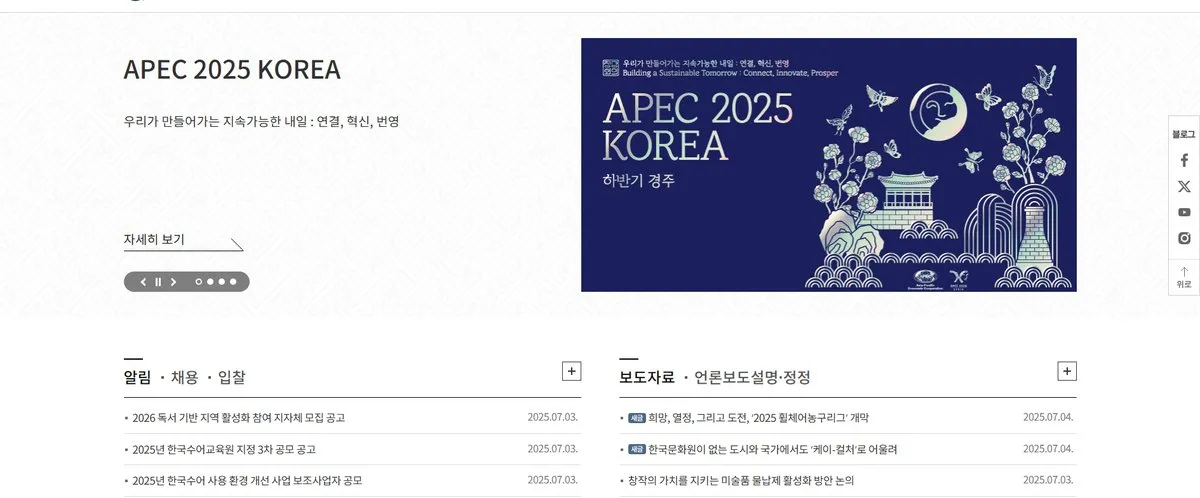 APEC 2025 KOREA
우리가 만들어가는 지속가능한 내일 : 연결, 혁신, 번영
자세히 보기
우리가 만들어가는 지속가능한 내일 : 연결, 혁신, 번영
Building a Sustainable Tomorrow : Connect, Innovate, Prosper
APEC 2025
KOREA
하반기 경주
블로그
위로
알림 · 채용 · 입찰
· 2026 독서 기반 지역 활성화 참여 지자체 모집 공고 2025.07.03.
· 2025년 한국수어교육원 지정 3차 공모 공고 2025.07.03.
· 2025년 한국수어 사용 환경 개선 사업 보조사업자 공모 2025.07.03.
보도자료 · 언론보도설명·정정
· 새글 희망, 열정, 그리고 도전, ‘2025 휠체어농구리그’ 개막 2025.07.04.
· 새글 한국문화원이 없는 도시와 국가에서도 ‘케이-컬처’로 어울려 2025.07.04.
· 창작의 가치를 지키는 미술품 물납제 활성화 방안 논의 2025.07.03.